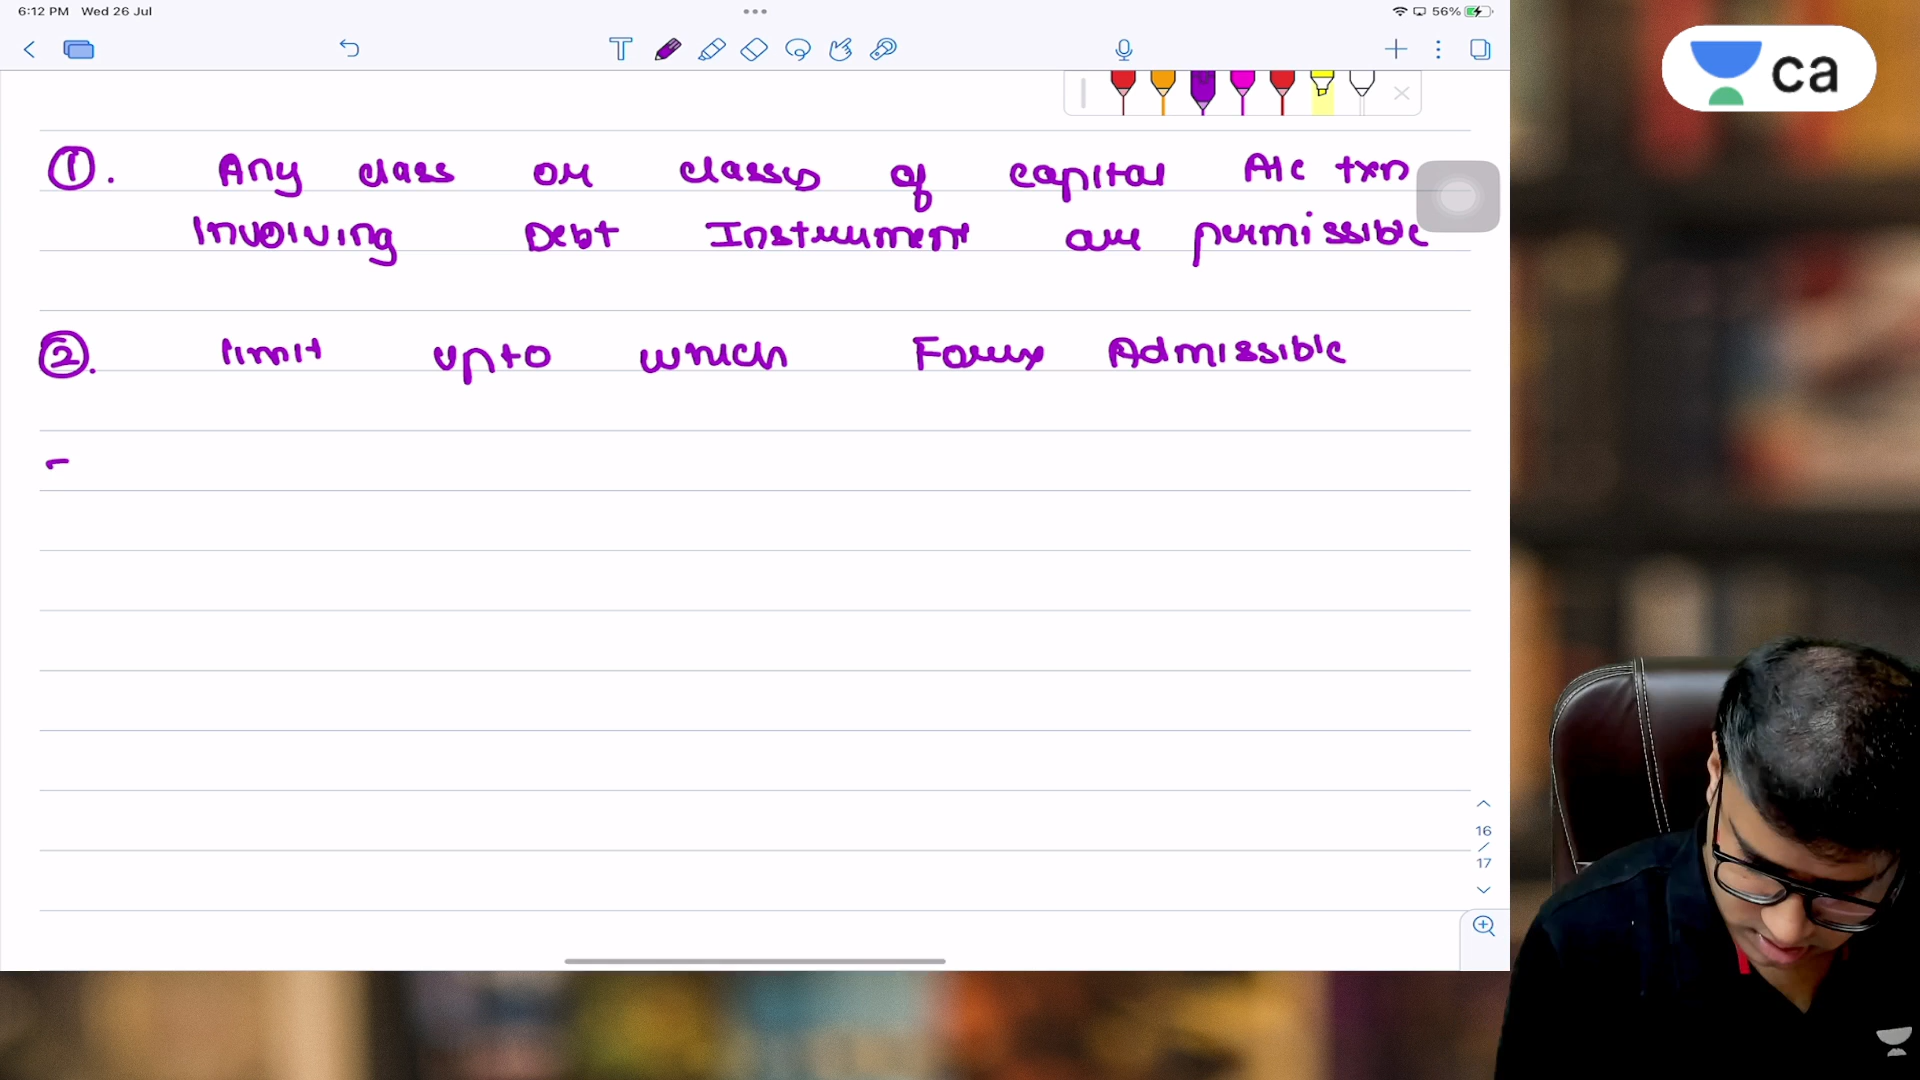 6:12 PM Wed 26 Jul
56%
ca
①. Any class or classes of capital A/c txn
Involving Debt Instrument are permissible
②. limit upto which Forex Admissible
16
/
17